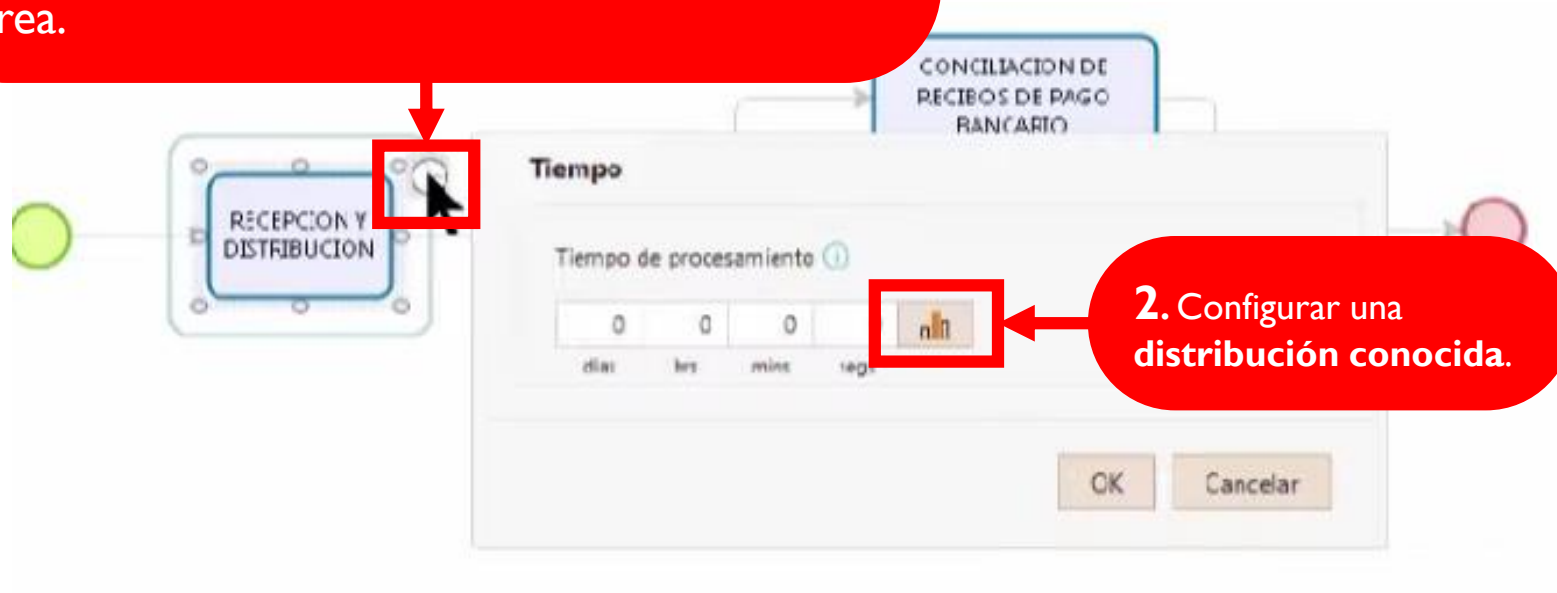 rea.
CONCILIACION DE
RECIBOS DE PAGO
BANCARIO
RECEPCION Y
DISTRIBUCION
Tiempo
Tiempo de procesamiento
0 0 0
dias hrs mins segs
2. Configurar una
distribución conocida.
OK Cancelar